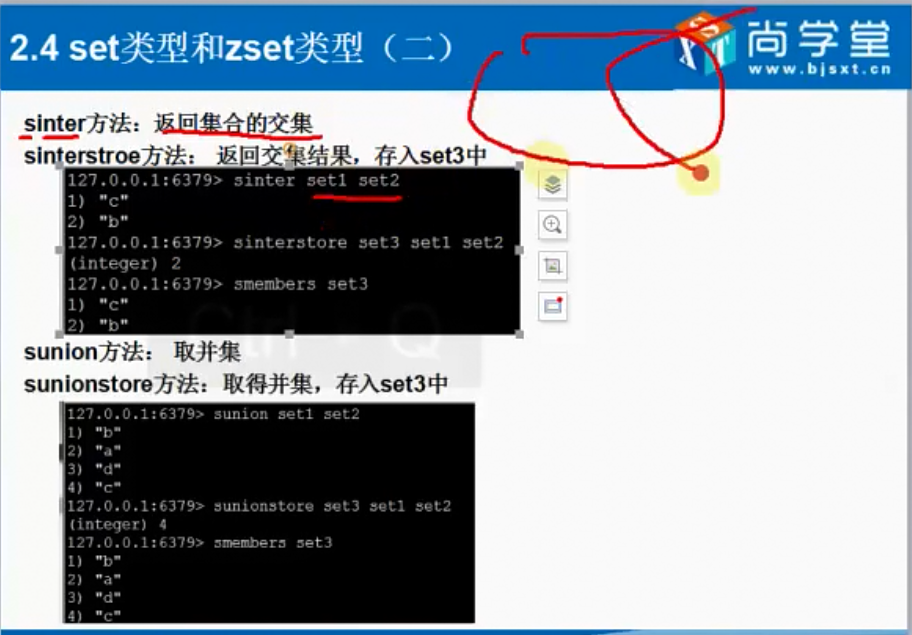 2.4 set类型和zset类型（二）
尚学堂
www.bjsxt.cn
sinter方法：返回集合的交集
sinterstroe方法： 返回交集结果，存入set3中
127.0.0.1:6379> sinter set1 set2
1) "c"
2) "b"
127.0.0.1:6379> sinterstore set3 set1 set2
(integer) 2
127.0.0.1:6379> smembers set3
1) "c"
2) "b"
Ctrl + Q
sunion方法： 取并集
sunionstore方法：取得并集，存入set3中
127.0.0.1:6379> sunion set1 set2
1) "b"
2) "a"
3) "d"
4) "c"
127.0.0.1:6379> sunionstore set3 set1 set2
(integer) 4
127.0.0.1:6379> smembers set3
1) "b"
2) "a"
3) "d"
4) "c"